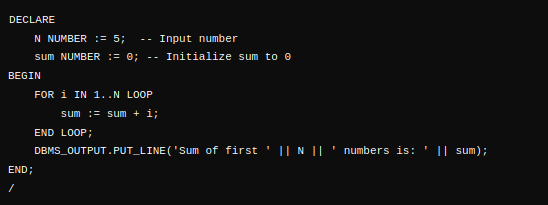 DECLARE
    N NUMBER := 5;  -- Input number
    sum NUMBER := 0; -- Initialize sum to 0
BEGIN
    FOR i IN 1..N LOOP
        sum := sum + i;
    END LOOP;
    DBMS_OUTPUT.PUT_LINE('Sum of first ' || N || ' numbers is: ' || sum);
END;
/